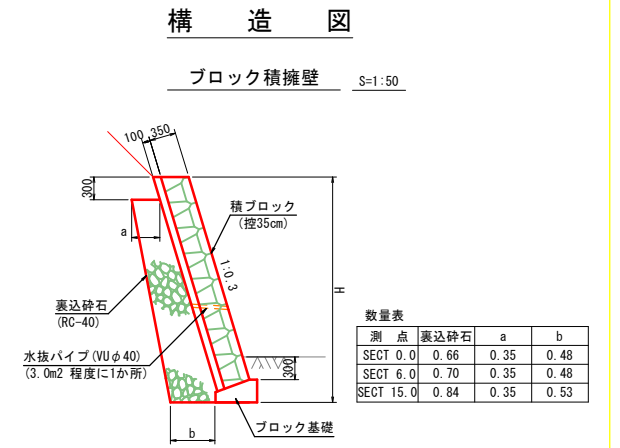 構造図
ブロック積擁壁 S=1:50
100 350
300
a
積ブロック
(控35cm)
1:0.3
H
裏込砕石
(RC-40)
水抜パイプ(VUφ40)
(3.0m2 程度に1か所)
300
b
ブロック基礎
数量表
測 点 裏込砕石 a b
SECT 0.0 0.66 0.35 0.48
SECT 6.0 0.70 0.35 0.48
SECT 15.0 0.84 0.35 0.53